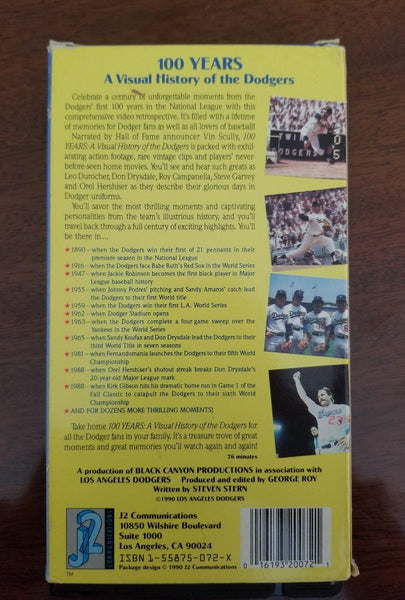 100 YEARS
A Visual History of the Dodgers
Celebrate a century of unforgettable moments from the
Dodgers' first 100 years in the National League with this
comprehensive video retrospective. It's filled with a lifetime
of memories for Dodger fans as well as all lovers of baseball!
Narrated by Hall of Fame announcer Vin Scully, 100
YEARS: A Visual History of the Dodgers is packed with exhil-
arating action footage, rare vintage clips and players' never-
before seen home movies. You'll see and hear such greats as
Leo Durocher, Don Drysdale, Roy Campanella, Steve Garvey
and Orel Hershiser as they describe their glorious days in
Dodger uniforms.
You'll savor the most thrilling moments and captivating
personalities from the team's illustrious history, and you'll
travel back through a full century of exciting highlights. You'll
be there in...
★ 1890—when the Dodgers win their first of 21 pennants in their
premiere season in the National League
★ 1916—when the Dodgers face Babe Ruth's Red Sox in the World Series
★ 1947—when Jackie Robinson becomes the first black player in Major
League baseball history
★ 1955—when Johnny Podres' pitching and Sandy Amaros' catch lead
the Dodgers to their first World title
★ 1959—when the Dodgers win their first L.A. World Series
★ 1962—when Dodger Stadium opens
★ 1963—when the Dodgers complete a four-game sweep over the
Yankees in the World Series
★ 1965—when Sandy Koufax and Don Drysdale lead the Dodgers to their
third World Title in seven seasons
★ 1981—when Fernandomania launches the Dodgers to their fifth World
Championship
★ 1988—when Orel Hershiser's shutout streak breaks Don Drysdale's
20-year-old Major League mark
★ 1988—when Kirk Gibson hits his dramatic home run in Game 1 of the
Fall Classic to catapult the Dodgers to their sixth World
Championship
★ AND FOR DOZENS MORE THRILLING MOMENTS!
Take home 100 YEARS: A Visual History of the Dodgers for
all the Dodger fans in your family. It's a treasure trove of great
moments and great memories you'll watch again and again!
76 minutes
A production of BLACK CANYON PRODUCTIONS in association with
LOS ANGELES DODGERS Produced and edited by GEORGE ROY
Written by STEVEN STERN
©1990 LOS ANGELES DODGERS
J2
COMMUNICATIONS
TM
J2 Communications
10850 Wilshire Boulevard
Suite 1000
Los Angeles, CA 90024
ISBN 1-55875-072-X
Package design © 1990 J2 Communications
0 16193 20072 1
TWI
DODGERS
05
Dodgers
23